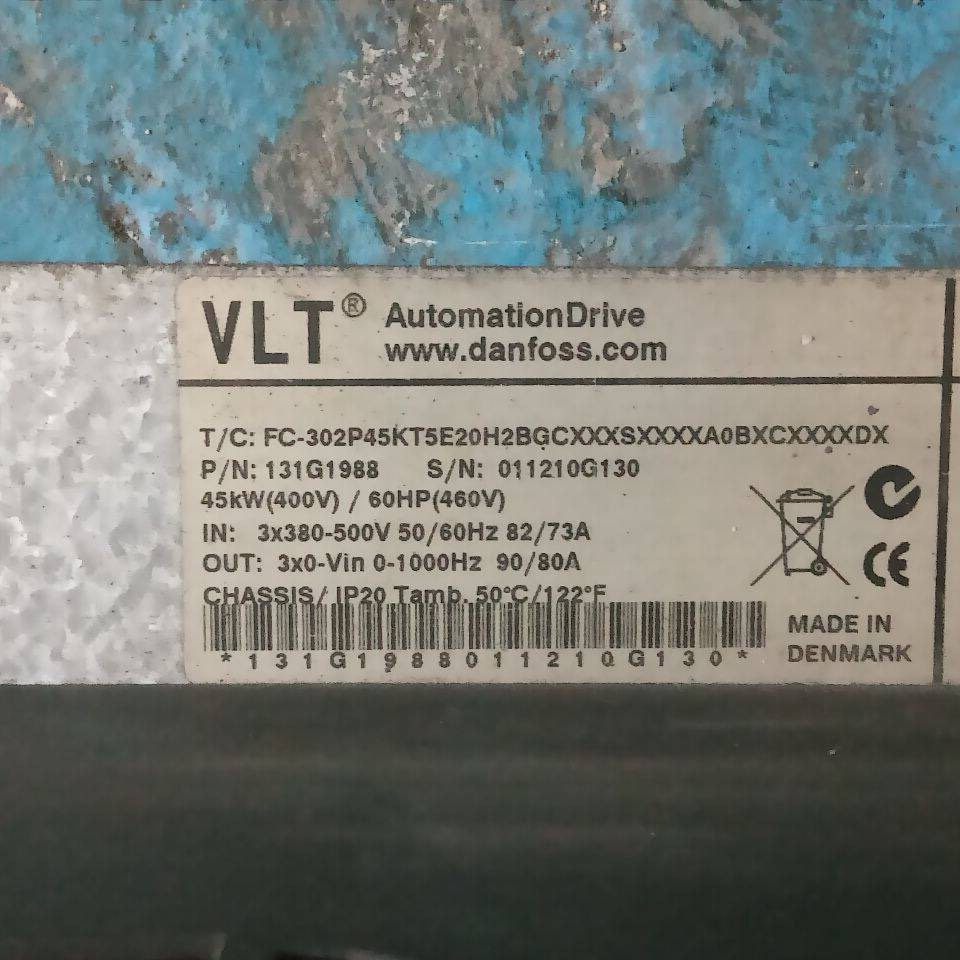 VLT® AutomationDrive
www.danfoss.com
T/C: FC-302P45KT5E20H2BGCXXXSXXXXA0BXCXXXXDX
P/N: 131G1988 S/N: 011210G130
45kW(400V) / 60HP(460V)
IN: 3x380-500V 50/60Hz 82/73A
OUT: 3x0-Vin 0-1000Hz 90/80A
CHASSIS/ IP20 Tamb. 50°C/122°F
*131G1988011210G130*
CE
MADE IN
DENMARK